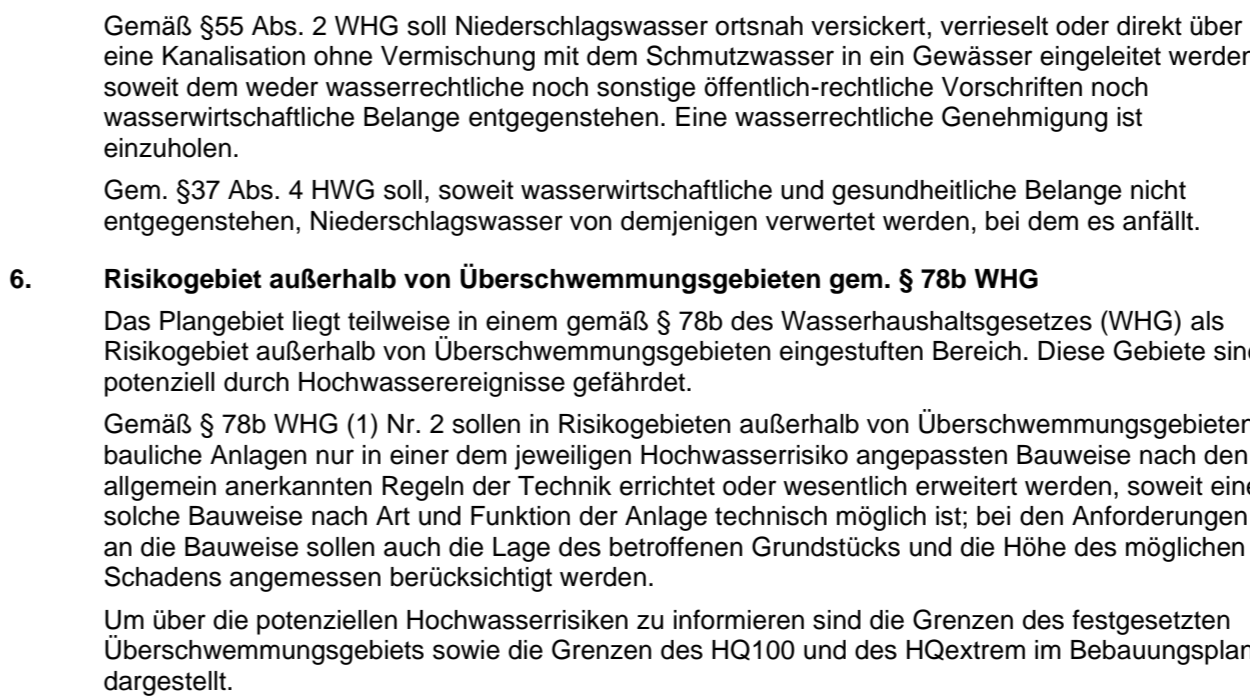 Gemäß §55 Abs. 2 WHG soll Niederschlagswasser ortsnah versickert, verrieselt oder direkt über
eine Kanalisation ohne Vermischung mit dem Schmutzwasser in ein Gewässer eingeleitet werden
soweit dem weder wasserrechtliche noch sonstige öffentlich-rechtliche Vorschriften noch
wasserwirtschaftliche Belange entgegenstehen. Eine wasserrechtliche Genehmigung ist
einzuholen.
Gem. §37 Abs. 4 HWG soll, soweit wasserwirtschaftliche und gesundheitliche Belange nicht
entgegenstehen, Niederschlagswasser von demjenigen verwertet werden, bei dem es anfällt.
6. Risikogebiet außerhalb von Überschwemmungsgebieten gem. § 78b WHG
Das Plangebiet liegt teilweise in einem gemäß § 78b des Wasserhaushaltsgesetzes (WHG) als
Risikogebiet außerhalb von Überschwemmungsgebieten eingestuften Bereich. Diese Gebiete sind
potenziell durch Hochwasserereignisse gefährdet.
Gemäß § 78b WHG (1) Nr. 2 sollen in Risikogebieten außerhalb von Überschwemmungsgebieten
bauliche Anlagen nur in einer dem jeweiligen Hochwasserrisiko angepassten Bauweise nach den
allgemein anerkannten Regeln der Technik errichtet oder wesentlich erweitert werden, soweit eine
solche Bauweise nach Art und Funktion der Anlage technisch möglich ist; bei den Anforderungen
an die Bauweise sollen auch die Lage des betroffenen Grundstücks und die Höhe des möglichen
Schadens angemessen berücksichtigt werden.
Um über die potenziellen Hochwasserrisiken zu informieren sind die Grenzen des festgesetzten
Überschwemmungsgebiets sowie die Grenzen des HQ100 und des HQextrem im Bebauungsplan
dargestellt.